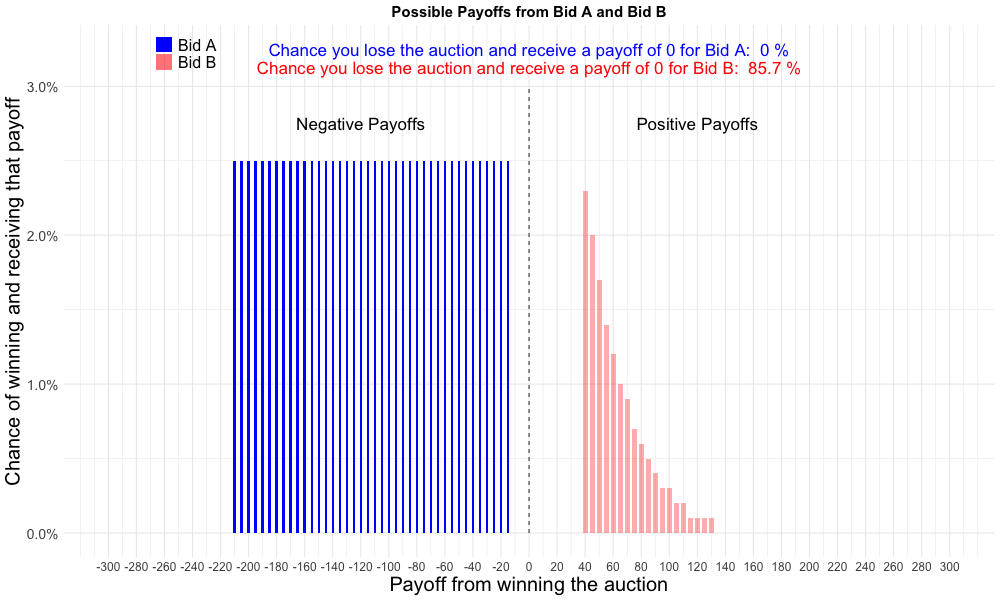 Possible Payoffs from Bid A and Bid B
Bid A
Bid B
Chance you lose the auction and receive a payoff of 0 for Bid A:  0 %
Chance you lose the auction and receive a payoff of 0 for Bid B:  85.7 %
Negative Payoffs
Positive Payoffs
Chance of winning and receiving that payoff
3.0%
2.0%
1.0%
0.0%
-300 -280 -260 -240 -220 -200 -180 -160 -140 -120 -100 -80 -60 -40 -20 0 20 40 60 80 100 120 140 160 180 200 220 240 260 280 300
Payoff from winning the auction